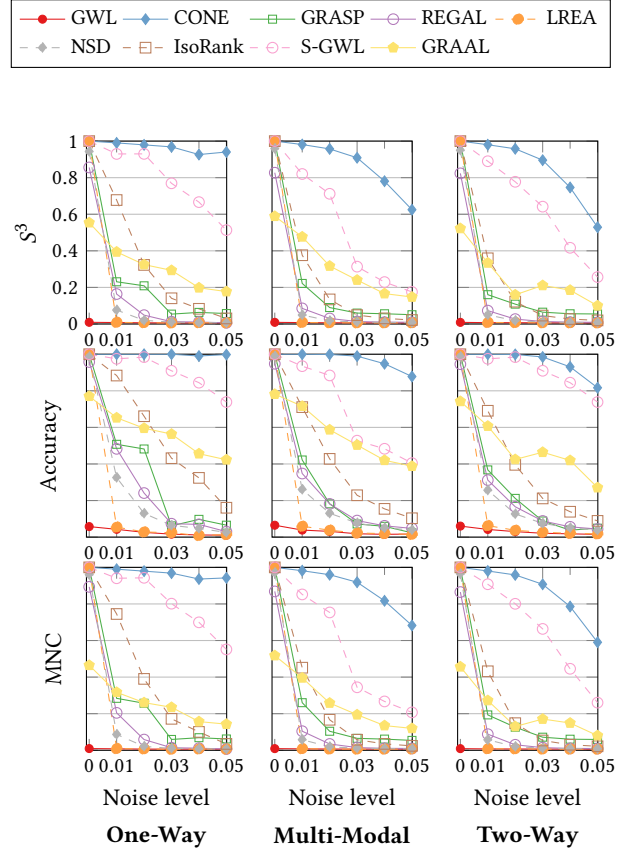 GWL CONE GRASP REGAL LREA
NSD IsoRank S-GWL GRAAL
1
0.8
0.6
0.4
0.2
0
S³
0 0.01 0.03 0.05 0 0.01 0.03 0.05 0 0.01 0.03 0.05
Accuracy
0 0.01 0.03 0.05 0 0.01 0.03 0.05 0 0.01 0.03 0.05
MNC
0 0.01 0.03 0.05 0 0.01 0.03 0.05 0 0.01 0.03 0.05
Noise level Noise level Noise level
One-Way Multi-Modal Two-Way